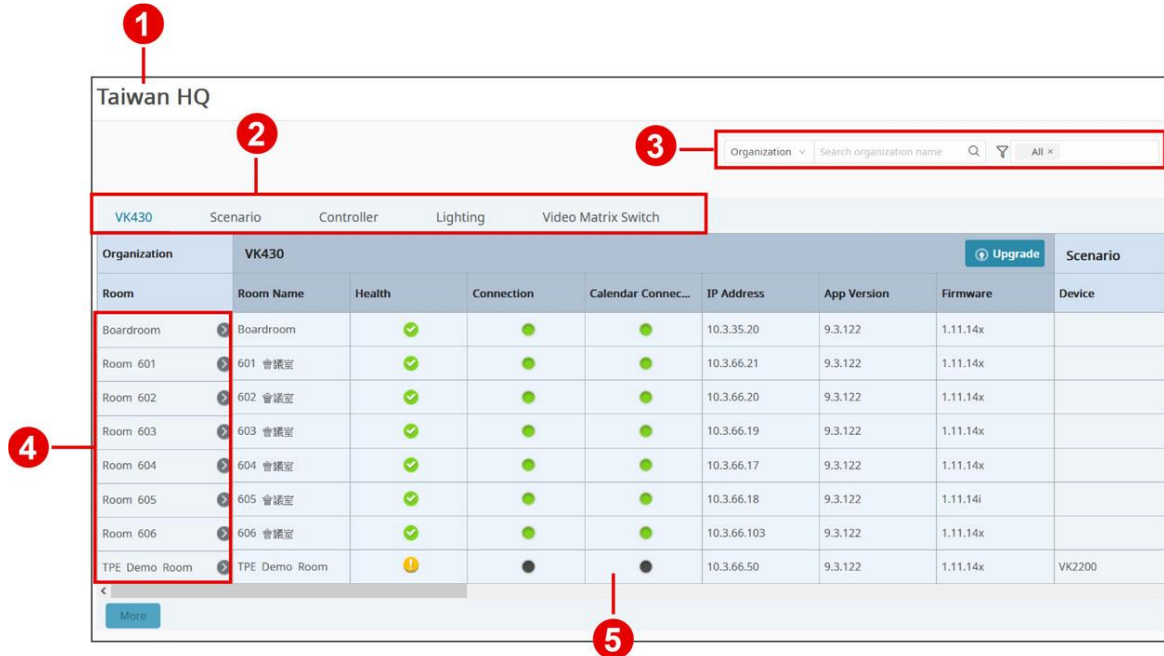 1
Taiwan HQ
2
3
Organization Search organization name All ×
VK430 Scenario Controller Lighting Video Matrix Switch
Organization VK430 Upgrade Scenario
Room Room Name Health Connection Calendar Connec... IP Address App Version Firmware Device
Boardroom Boardroom 10.3.35.20 9.3.122 1.11.14x
Room 601 601 會議室 10.3.66.21 9.3.122 1.11.14x
Room 602 602 會議室 10.3.66.20 9.3.122 1.11.14x
Room 603 603 會議室 10.3.66.19 9.3.122 1.11.14x
4
Room 604 604 會議室 10.3.66.17 9.3.122 1.11.14x
Room 605 605 會議室 10.3.66.18 9.3.122 1.11.14i
Room 606 606 會議室 10.3.66.103 9.3.122 1.11.14x
TPE Demo Room TPE Demo Room 10.3.66.50 9.3.122 1.11.14x VK2200
More
5